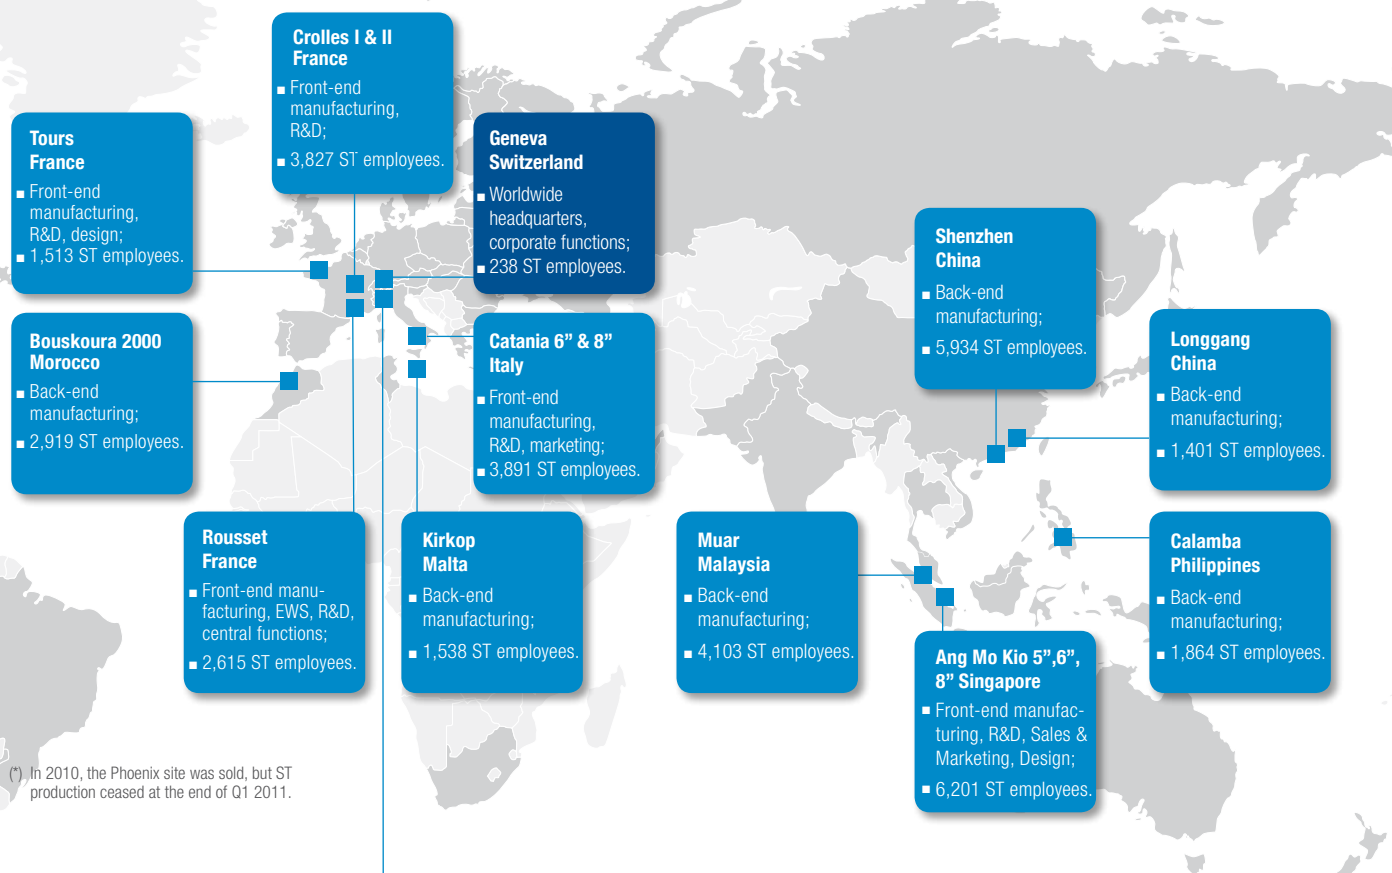 Crolles I & II
France
■ Front-end
manufacturing,
R&D;
■ 3,827 ST employees.
Tours
France
■ Front-end
manufacturing,
R&D, design;
■ 1,513 ST employees.
Geneva
Switzerland
■ Worldwide
headquarters,
corporate functions;
■ 238 ST employees.
Shenzhen
China
■ Back-end
manufacturing;
■ 5,934 ST employees.
Bouskoura 2000
Morocco
■ Back-end
manufacturing;
■ 2,919 ST employees.
Catania 6” & 8”
Italy
■ Front-end
manufacturing,
R&D, marketing;
■ 3,891 ST employees.
Longgang
China
■ Back-end
manufacturing;
■ 1,401 ST employees.
Rousset
France
■ Front-end manu-
facturing, EWS, R&D,
central functions;
■ 2,615 ST employees.
Kirkop
Malta
■ Back-end
manufacturing;
■ 1,538 ST employees.
Muar
Malaysia
■ Back-end
manufacturing;
■ 4,103 ST employees.
Calamba
Philippines
■ Back-end
manufacturing;
■ 1,864 ST employees.
Ang Mo Kio 5”,6”,
8” Singapore
■ Front-end manufac-
turing, R&D, Sales &
Marketing, Design;
■ 6,201 ST employees.
(*) In 2010, the Phoenix site was sold, but ST
production ceased at the end of Q1 2011.